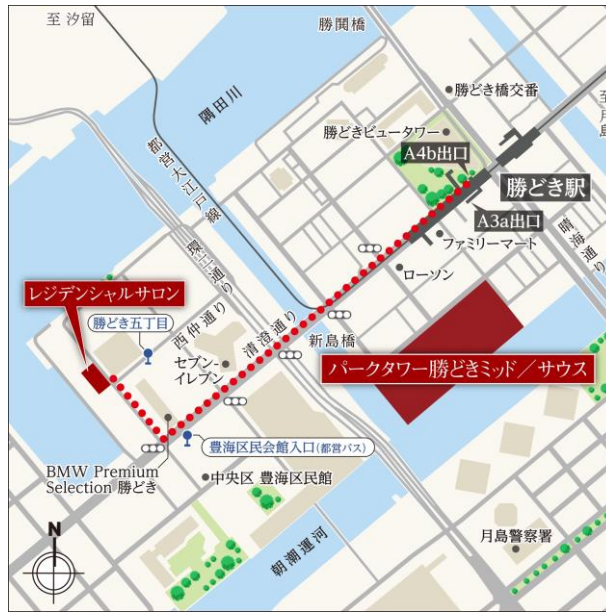 至 汐留
勝鬨橋
至 月島
隅田川
勝どき橋交番
勝どきビュータワー
A4b出口
都営大江戸線
勝どき駅
A3a出口
晴海通り
ファミリーマート
環二通り
ローソン
レジデンシャルサロン
西仲通り
勝どき五丁目
清澄通り
新島橋
セブン-
イレブン
パークタワー勝どきミッド／サウス
豊海区民会館入口(都営バス)
BMW Premium
Selection 勝どき
中央区 豊海区民館
N
朝潮運河
月島警察署